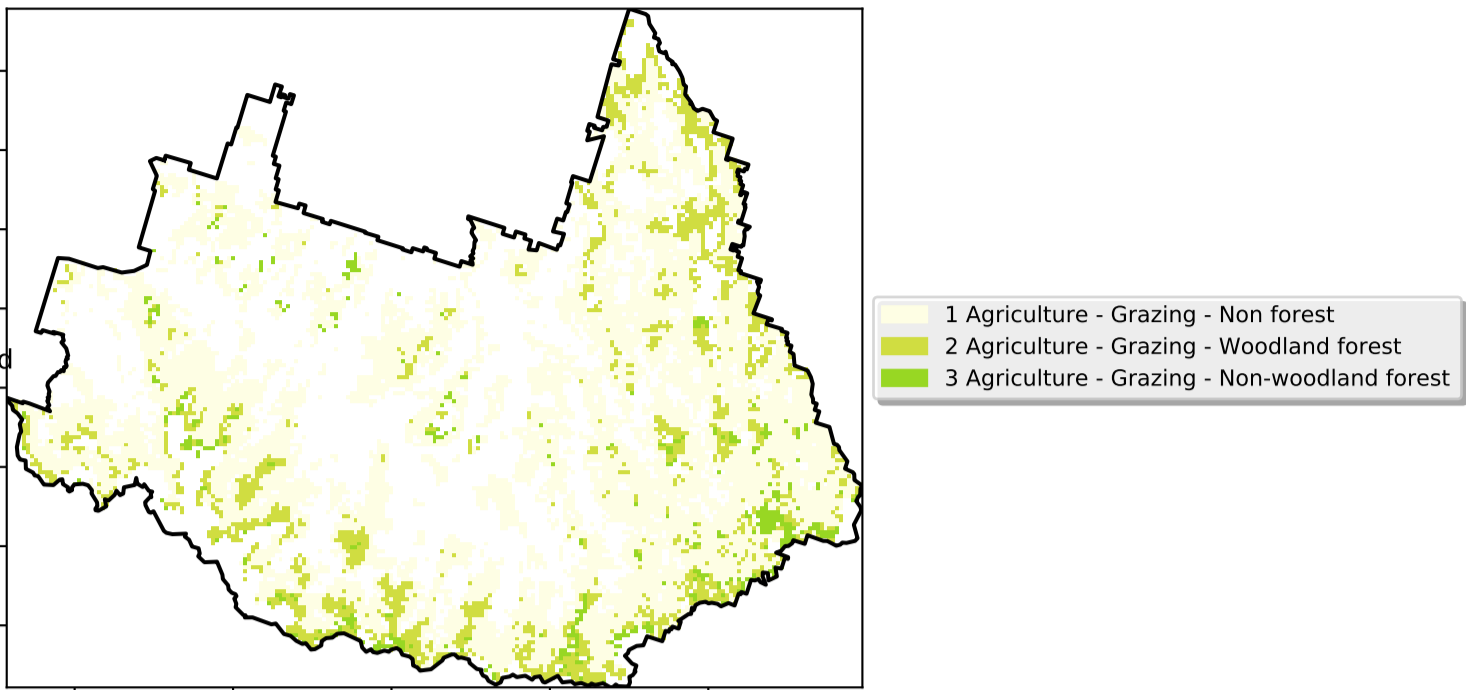 d
1 Agriculture - Grazing - Non forest
2 Agriculture - Grazing - Woodland forest
3 Agriculture - Grazing - Non-woodland forest